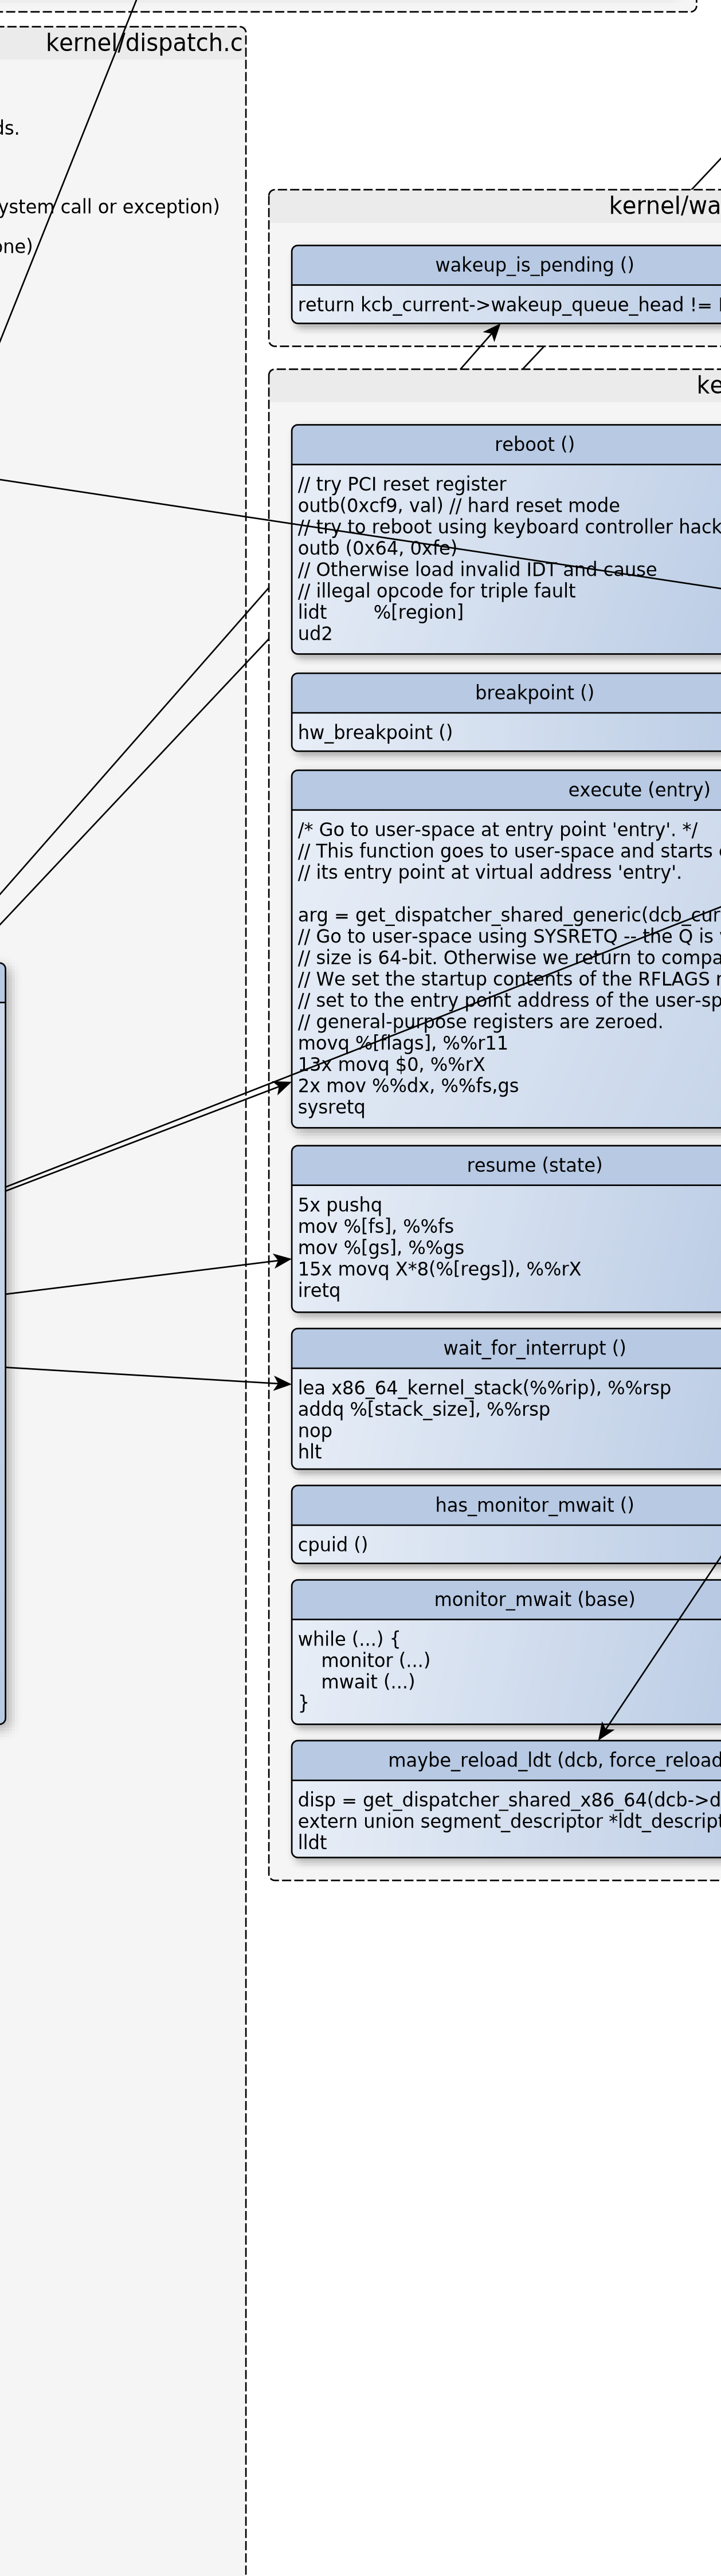 kernel/dispatch.c
ds.
ystem call or exception)
one)
kernel/wa
wakeup_is_pending ()
return kcb_current->wakeup_queue_head !=
ke
reboot ()
// try PCI reset register
outb(0xcf9, val) // hard reset mode
// try to reboot using keyboard controller hack
outb (0x64, 0xfe)
// Otherwise load invalid IDT and cause
// illegal opcode for triple fault
lidt %[region]
ud2
breakpoint ()
hw_breakpoint ()
execute (entry)
/* Go to user-space at entry point 'entry'. */
// This function goes to user-space and starts
// its entry point at virtual address 'entry'.
arg = get_dispatcher_shared_generic(dcb_cur
// Go to user-space using SYSRETQ -- the Q is
// size is 64-bit. Otherwise we return to compa
// We set the startup contents of the RFLAGS
// set to the entry point address of the user-sp
// general-purpose registers are zeroed.
movq %[flags], %%r11
13x movq $0, %%rX
2x mov %%dx, %%fs,gs
sysretq
resume (state)
5x pushq
mov %[fs], %%fs
mov %[gs], %%gs
15x movq X*8(%[regs]), %%rX
iretq
wait_for_interrupt ()
lea x86_64_kernel_stack(%%rip), %%rsp
addq %[stack_size], %%rsp
nop
hlt
has_monitor_mwait ()
cpuid ()
monitor_mwait (base)
while (...) {
monitor (...)
mwait (...)
}
maybe_reload_ldt (dcb, force_reload
disp = get_dispatcher_shared_x86_64(dcb->d
extern union segment_descriptor *ldt_descript
lldt